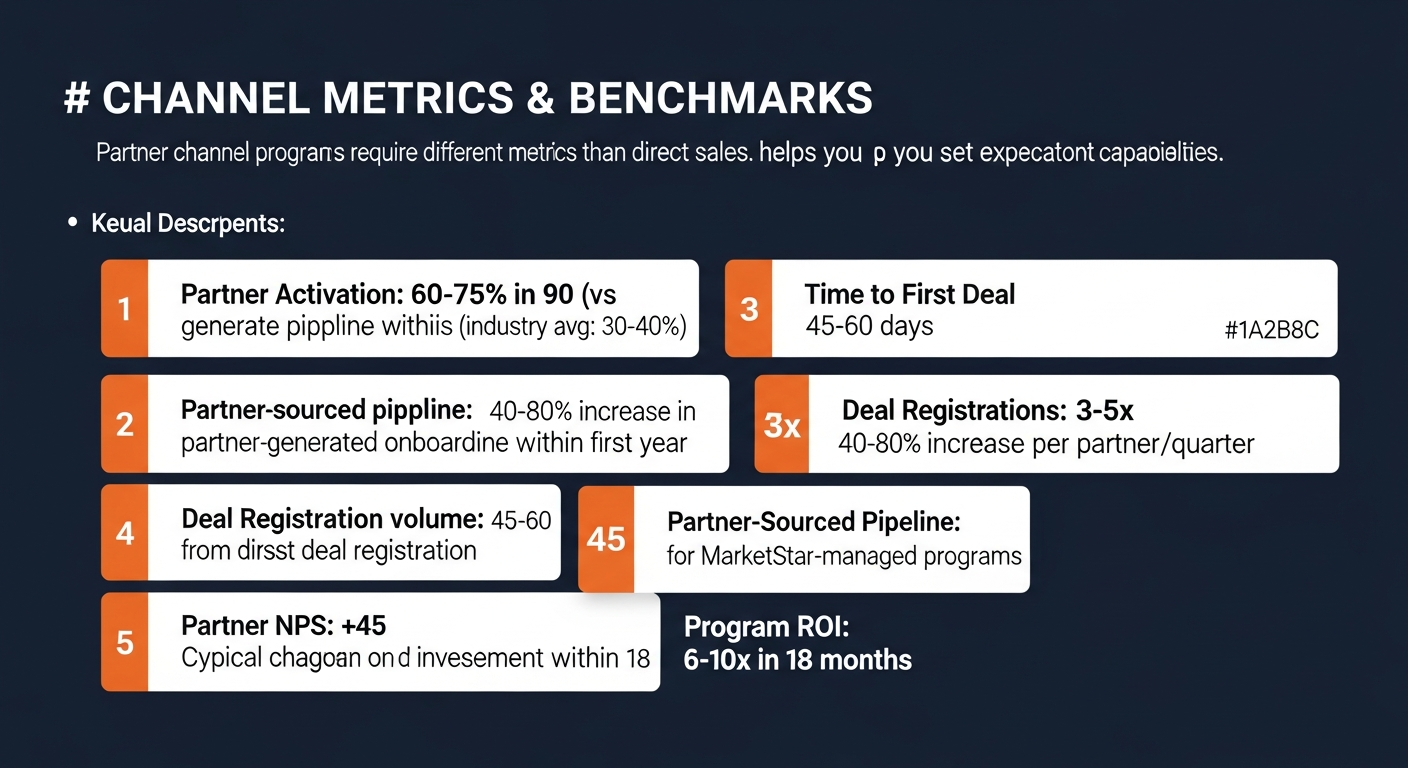 # CHANNEL METRICS & BENCHMARKS
Partner channel programs require different metrics than direct sales. helps you p you set expecatont capabielties.
• Keual Descrpents:
1
Partner Activation: 60-75% in 90 (vs
generate pippline withiis (industry avg: 30-40%)
3
Time to First Deal
45-60 days
#1A2B8C
2
Partner-sourced pippline: 40-80% increase in
partner-generated onboardine within first year
3x
Deal Registrations: 3-5x
40-80% increase per partner/quarter
4
Deal Registration volume: 45-60
from dirsst deal registration
45
Partner-Sourced Pipeline:
for MarketStar-managed programs
5
Partner NPS: +45
Cypical chagoan ond invesement within 18
Program ROI:
6-10x in 18 months